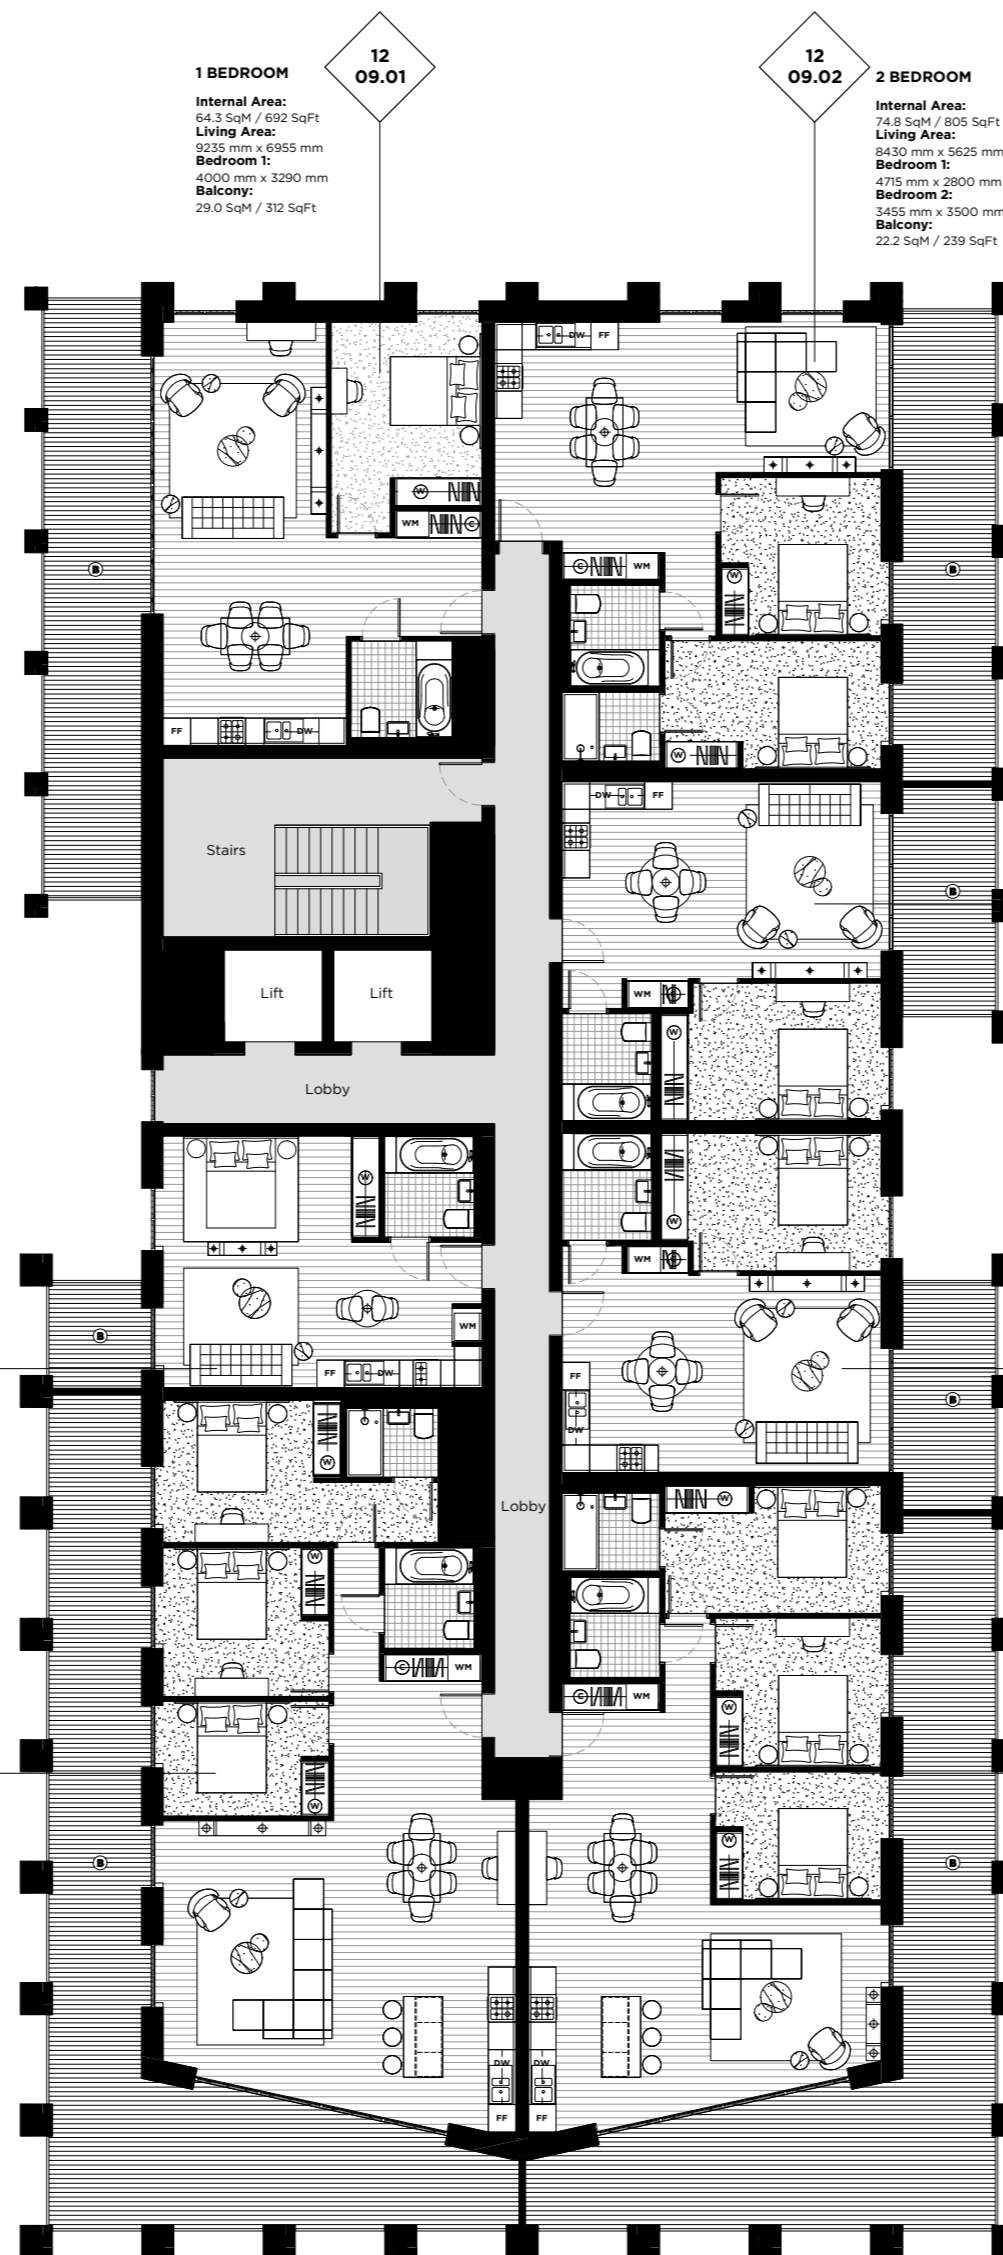 12
09.01
1 BEDROOM
Internal Area:
64.3 SqM / 692 SqFt
Living Area:
9235 mm x 6955 mm
Bedroom 1:
4000 mm x 3290 mm
Balcony:
29.0 SqM / 312 SqFt
12
09.02
2 BEDROOM
Internal Area:
74.8 SqM / 805 SqFt
Living Area:
8430 mm x 5625 mm
Bedroom 1:
4715 mm x 2800 mm
Bedroom 2:
3455 mm x 3500 mm
Balcony:
22.2 SqM / 239 SqFt
DW FF
W
WM C
B
C WM
W
B
W
FF DW
DW FF
Stairs
B
Lift Lift
WM C
W
Lobby
W
W
WM C
B
WM
FF DW
FF
B
DW
W
W
Lobby
W
C WM
C WM
W
W
W
B
B
DW DW
FF FF